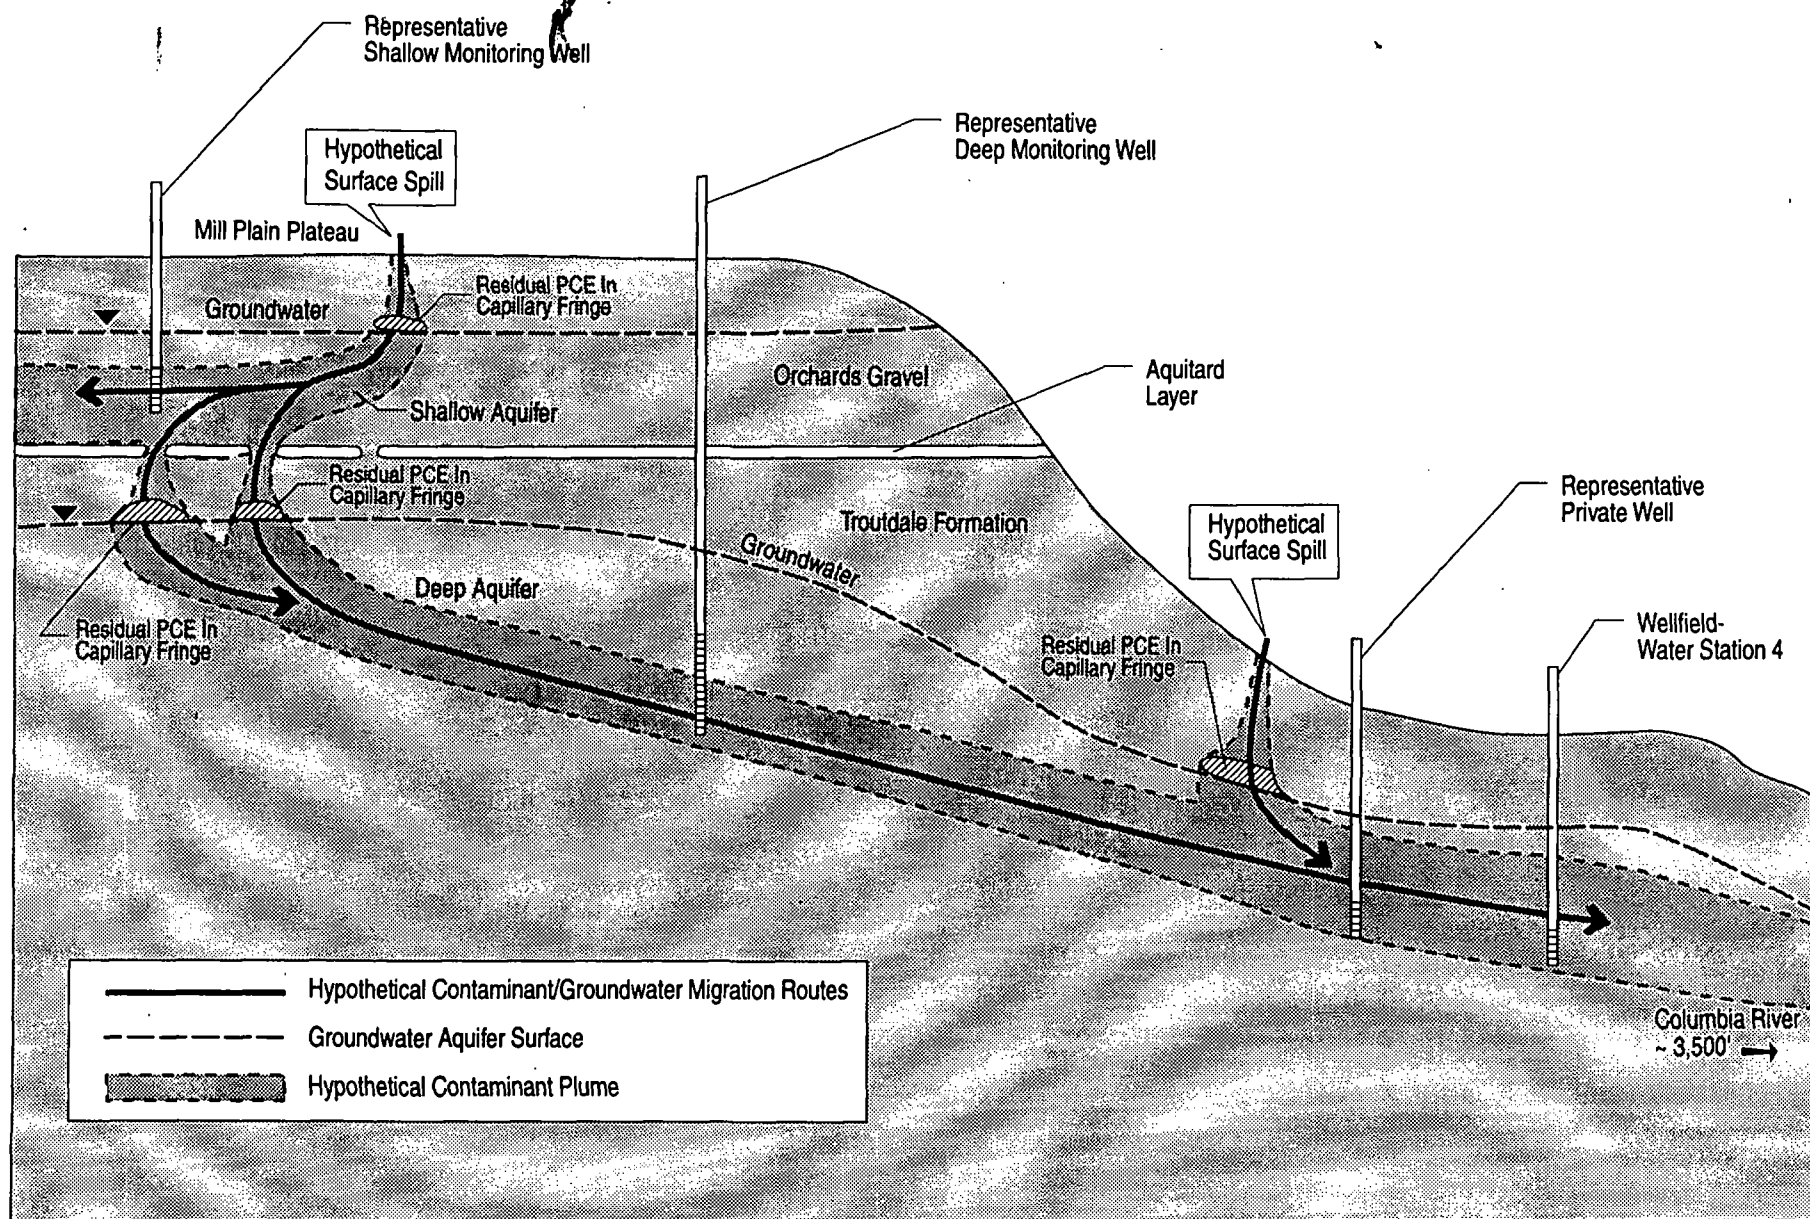 Representative
Shallow Monitoring Well
Hypothetical
Surface Spill
Representative
Deep Monitoring Well
Mill Plain Plateau
Residual PCE In
Capillary Fringe
Groundwater
Orchards Gravel
Aquitard
Layer
Shallow Aquifer
Residual PCE In
Capillary Fringe
Troutdale Formation
Groundwater
Hypothetical
Surface Spill
Representative
Private Well
Deep Aquifer
Residual PCE In
Capillary Fringe
Residual PCE In
Capillary Fringe
Wellfield-
Water Station 4
Hypothetical Contaminant/Groundwater Migration Routes
Groundwater Aquifer Surface
Hypothetical Contaminant Plume
Columbia River
~ 3,500'